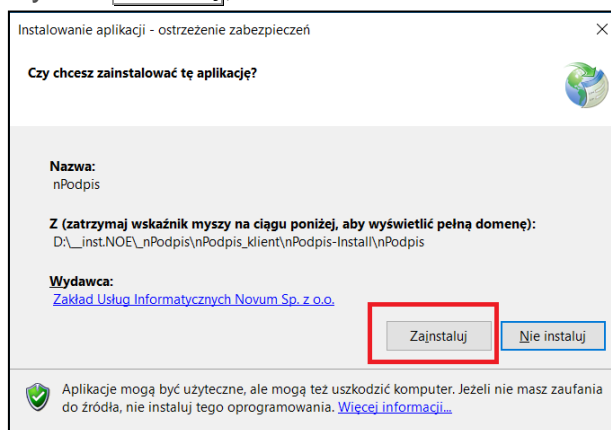 Instalowanie aplikacji - ostrzeżenie zabezpieczeń
Czy chcesz zainstalować tę aplikację?
Nazwa:
nPodpis
Z (zatrzymaj wskaźnik myszy na ciągu poniżej, aby wyświetlić pełną domenę):
D:\__inst.NOE\_nPodpis\nPodpis_klient\nPodpis-Install\nPodpis
Wydawca:
Zakład Usług Informatycznych Novum Sp. z o.o.
Zainstaluj
Nie instaluj
Aplikacje mogą być użyteczne, ale mogą też uszkodzić komputer. Jeżeli nie masz zaufania
do źródła, nie instaluj tego oprogramowania. Więcej informacji...